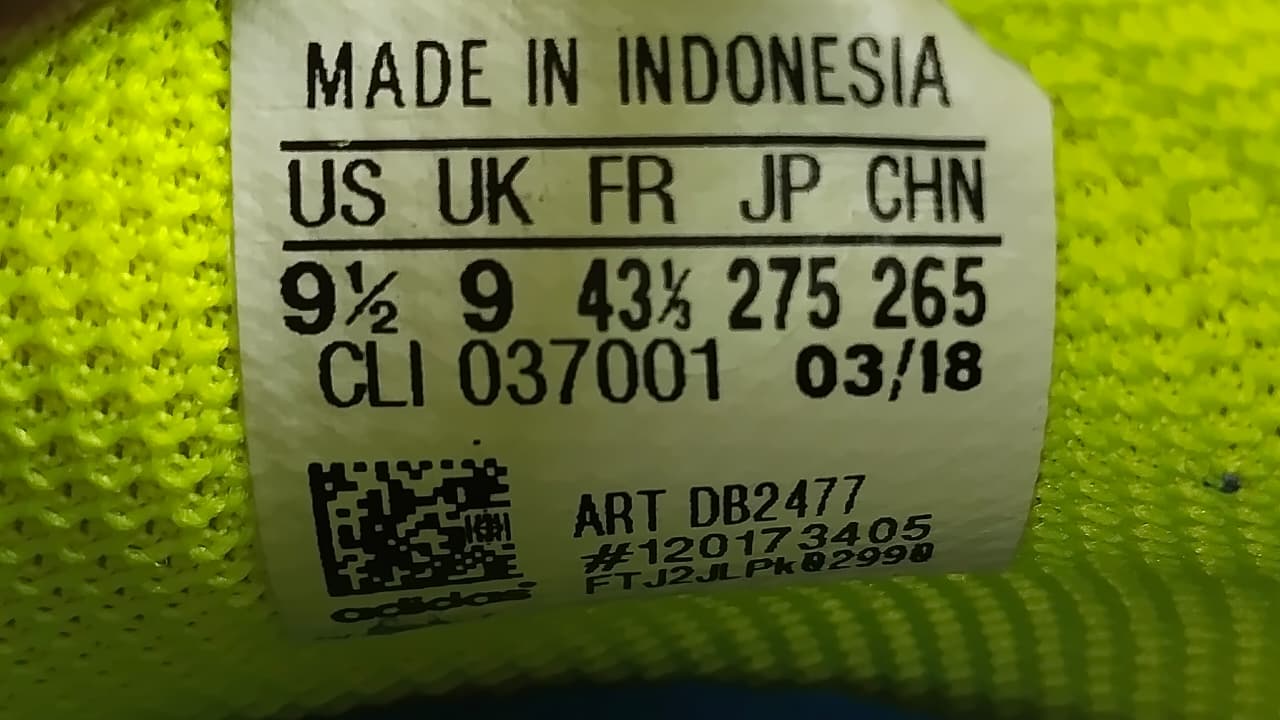 MADE IN INDONESIA
US UK FR JP CHN
9½ 9 43⅓ 275 265
CLI 037001 03/18
ART DB2477
#120173405
FTJ2JLPk02990
adidas